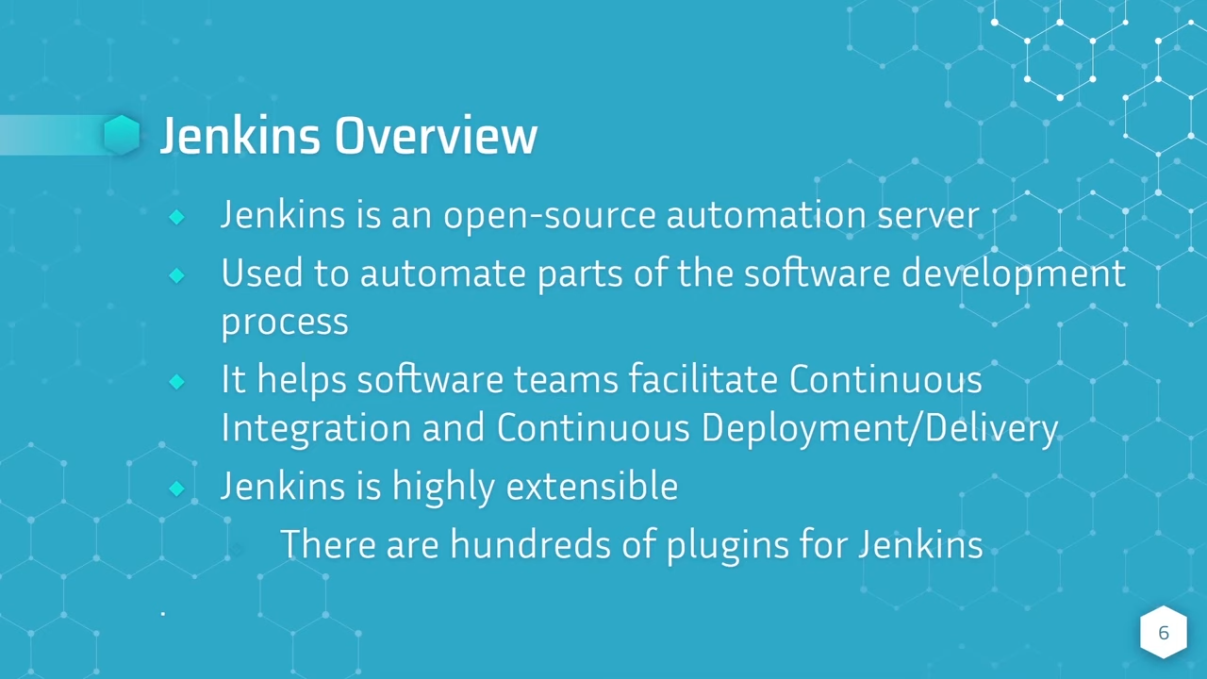 Jenkins Overview
Jenkins is an open-source automation server
Used to automate parts of the software development
process
It helps software teams facilitate Continuous
Integration and Continuous Deployment/Delivery
Jenkins is highly extensible
There are hundreds of plugins for Jenkins
.
6